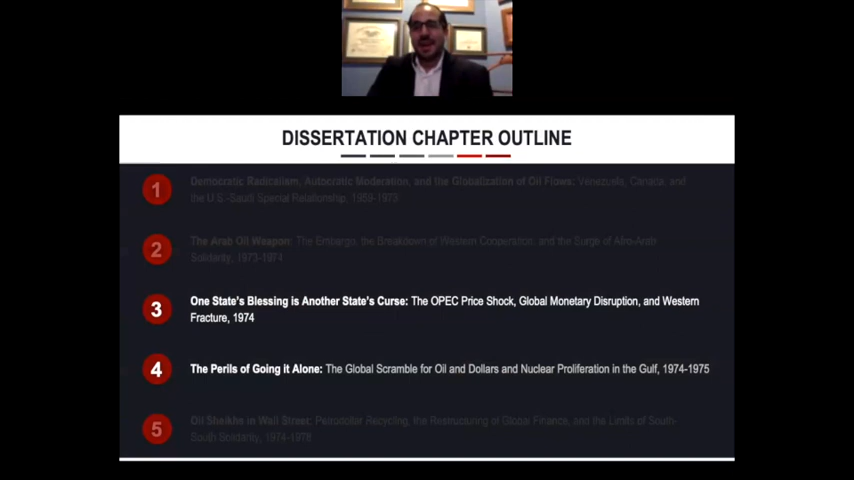 DISSERTATION CHAPTER OUTLINE
1
Democratic Radicalism, Autocratic Moderation, and the Globalization of Oil Flows: Venezuela, Canada, and
the U.S.-Saudi Special Relationship, 1959-1973
2
The Arab Oil Weapon: The Embargo, the Breakdown of Western Cooperation, and the Surge of Afro-Arab
Solidarity, 1973-1974
3
One State's Blessing is Another State's Curse: The OPEC Price Shock, Global Monetary Disruption, and Western
Fracture, 1974
4
The Perils of Going it Alone: The Global Scramble for Oil and Dollars and Nuclear Proliferation in the Gulf, 1974-1975
5
Oil Sheikhs in Wall Street: Petrodollar Recycling, the Restructuring of Global Finance, and the Limits of South-
South Solidarity, 1974-1978